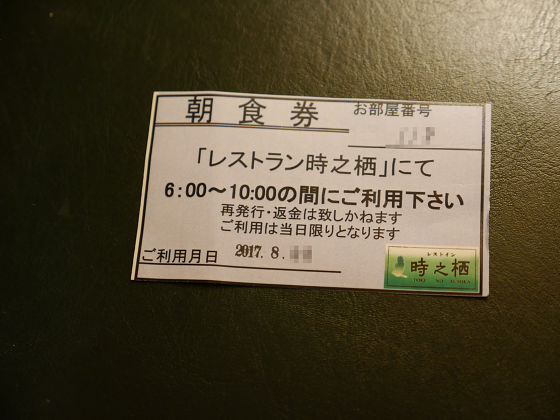 朝食券
お部屋番号
「レストラン時之栖」にて
6:00〜10:00の間にご利用下さい
再発行・返金は致しかねます
ご利用は当日限りとなります
ご利用月日 2017. 8.
レストイン
時之栖